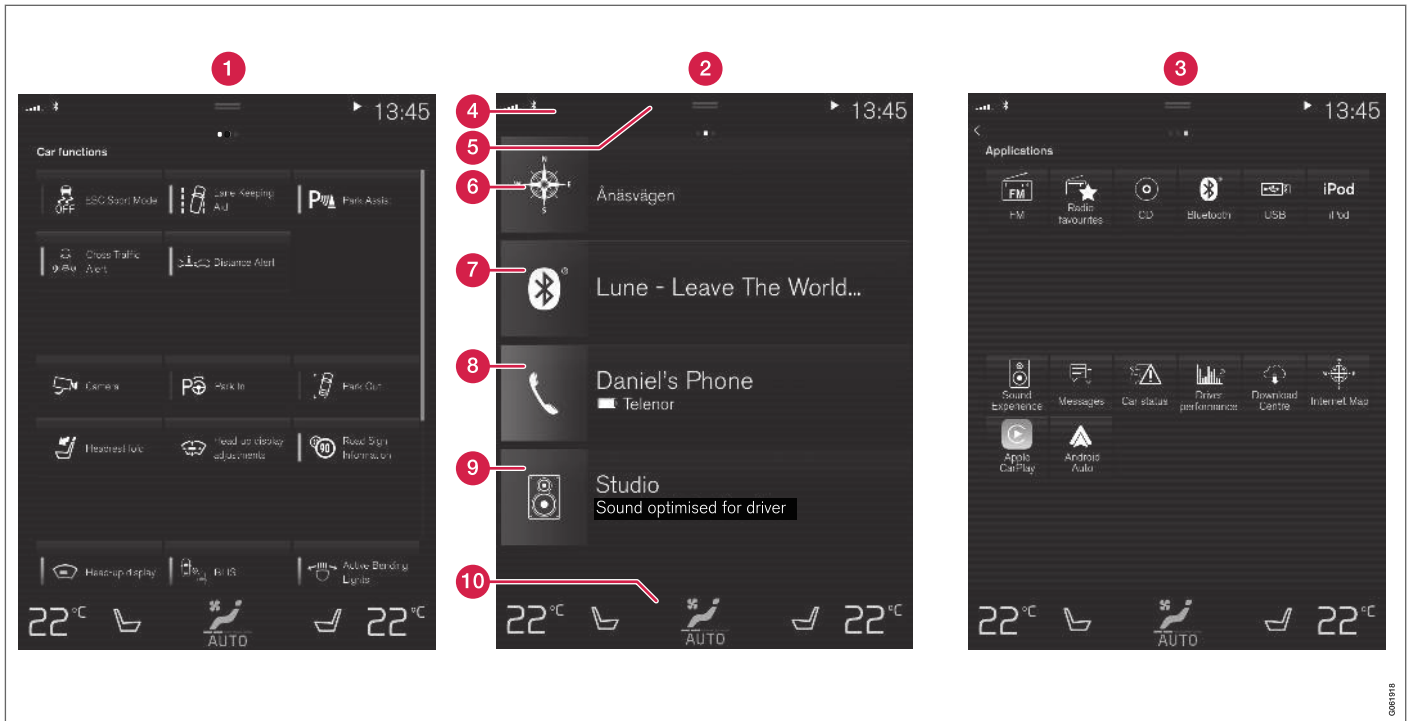 1
2
3
13:45
Car functions
ESC Sport Mode
OFF
Lane Keeping
Aid
Park Assist
Cross Traffic
Alert
Distance Alert
Camera
Park In
Park Out
Headrest fold
Head-up display
adjustments
90
Road Sign
Information
Head-up display
BLIS
Active Bending
Lights
22°C
AUTO
22°C
4
5
6
7
8
9
10
13:45
N
W
E
S
Ånäsvägen
Lune - Leave The World...
Daniel's Phone
Telenor
Studio
Sound optimised for driver
22°C
AUTO
22°C
13:45
Applications
FM
FM
Radio
favourites
CD
Bluetooth
USB
iPod
iPod
Sound
Experience
Messages
Car status
Driver
performance
Download
Centre
Internet Map
Apple
CarPlay
Android
Auto
22°C
AUTO
22°C
G061918